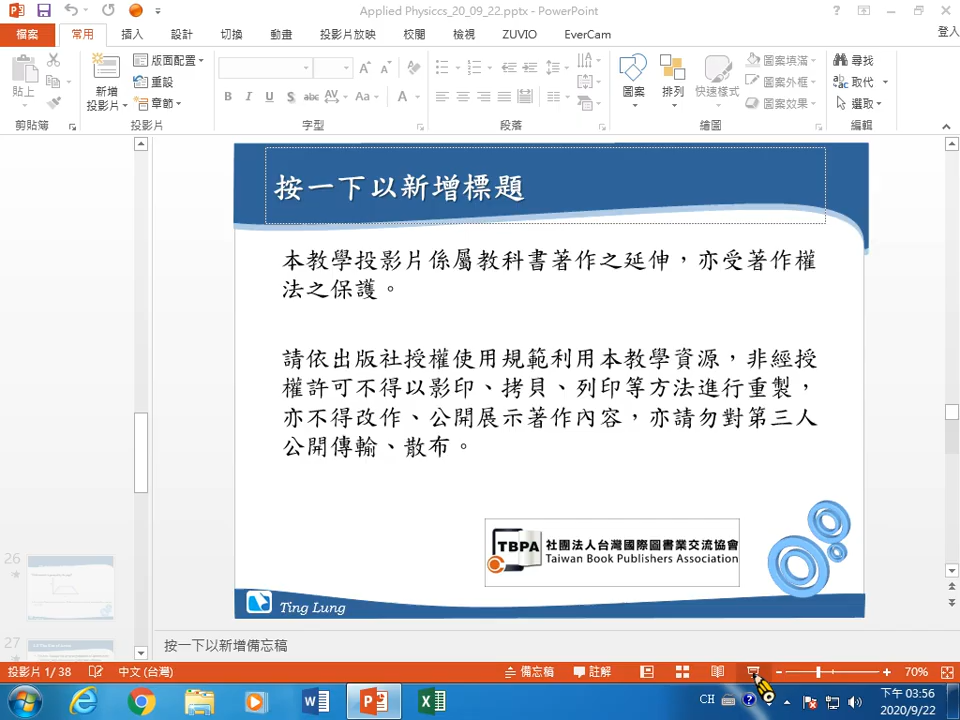 Applied Physiccs_20_09_22.pptx - PowerPoint
檔案 常用 插入 設計 切換 動畫 投影片放映 校閱 檢視 ZUVIO EverCam 登入
貼上
新增
投影片
版面配置
重設
章節
B I U S abc AV Aa A
圖案
排列
快速樣式
圖案填滿
圖案外框
圖案效果
尋找
取代
選取
剪貼簿 投影片 字型 段落 繪圖 編輯
按一下以新增標題
本教學投影片係屬教科書著作之延伸，亦受著作權
法之保護。
請依出版社授權使用規範利用本教學資源，非經授
權許可不得以影印、拷貝、列印等方法進行重製，
亦不得改作、公開展示著作內容，亦請勿對第三人
公開傳輸、散布。
TBPA 社團法人台灣國際圖書業交流協會
Taiwan Book Publishers Association
Ting Lung
26
27
按一下以新增備忘稿
投影片 1/38 中文 (台灣) 備忘稿 註解 70%
CH
下午 03:56
2020/9/22